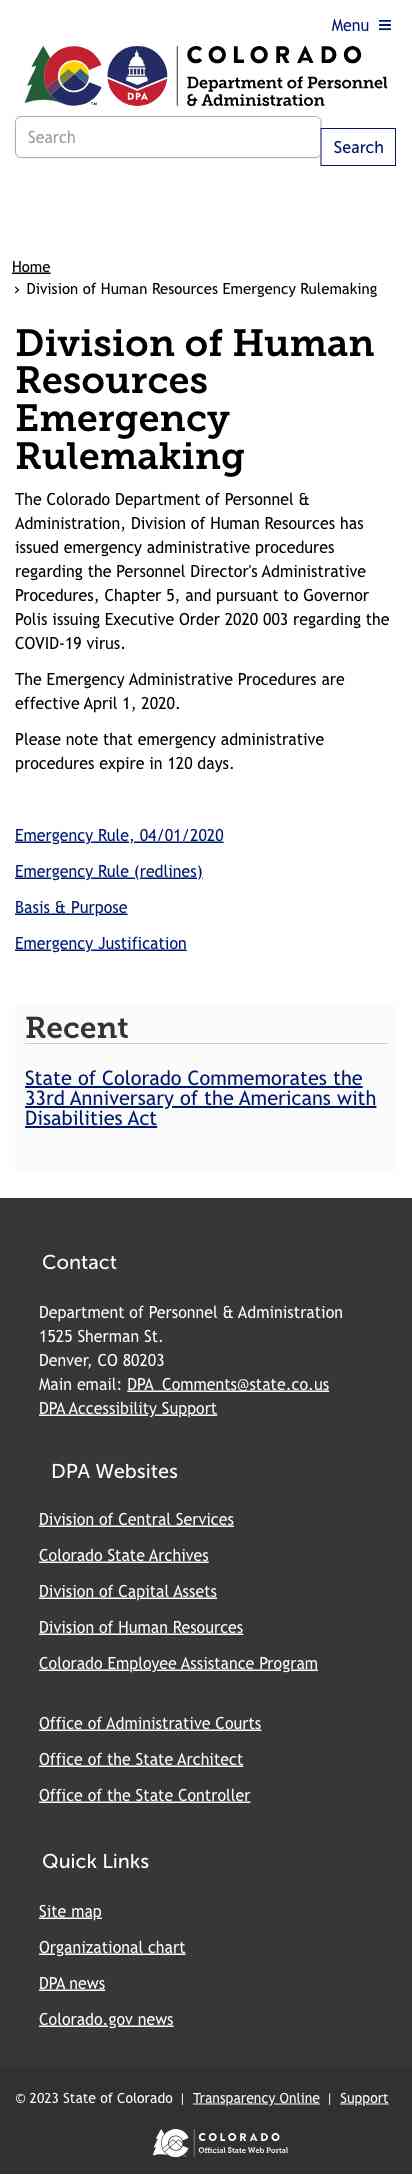 Menu
COLORADO
Department of Personnel
& Administration
DPA
TM
Search
Search
Home
› Division of Human Resources Emergency Rulemaking
Division of Human
Resources
Emergency
Rulemaking
The Colorado Department of Personnel &
Administration, Division of Human Resources has
issued emergency administrative procedures
regarding the Personnel Director's Administrative
Procedures, Chapter 5, and pursuant to Governor
Polis issuing Executive Order 2020 003 regarding the
COVID-19 virus.
The Emergency Administrative Procedures are
effective April 1, 2020.
Please note that emergency administrative
procedures expire in 120 days.
Emergency Rule, 04/01/2020
Emergency Rule (redlines)
Basis & Purpose
Emergency Justification
Recent
State of Colorado Commemorates the
33rd Anniversary of the Americans with
Disabilities Act
Contact
Department of Personnel & Administration
1525 Sherman St.
Denver, CO 80203
Main email: DPA_Comments@state.co.us
DPA Accessibility Support
DPA Websites
Division of Central Services
Colorado State Archives
Division of Capital Assets
Division of Human Resources
Colorado Employee Assistance Program
Office of Administrative Courts
Office of the State Architect
Office of the State Controller
Quick Links
Site map
Organizational chart
DPA news
Colorado.gov news
© 2023 State of Colorado | Transparency Online | Support
COLORADO
Official State Web Portal